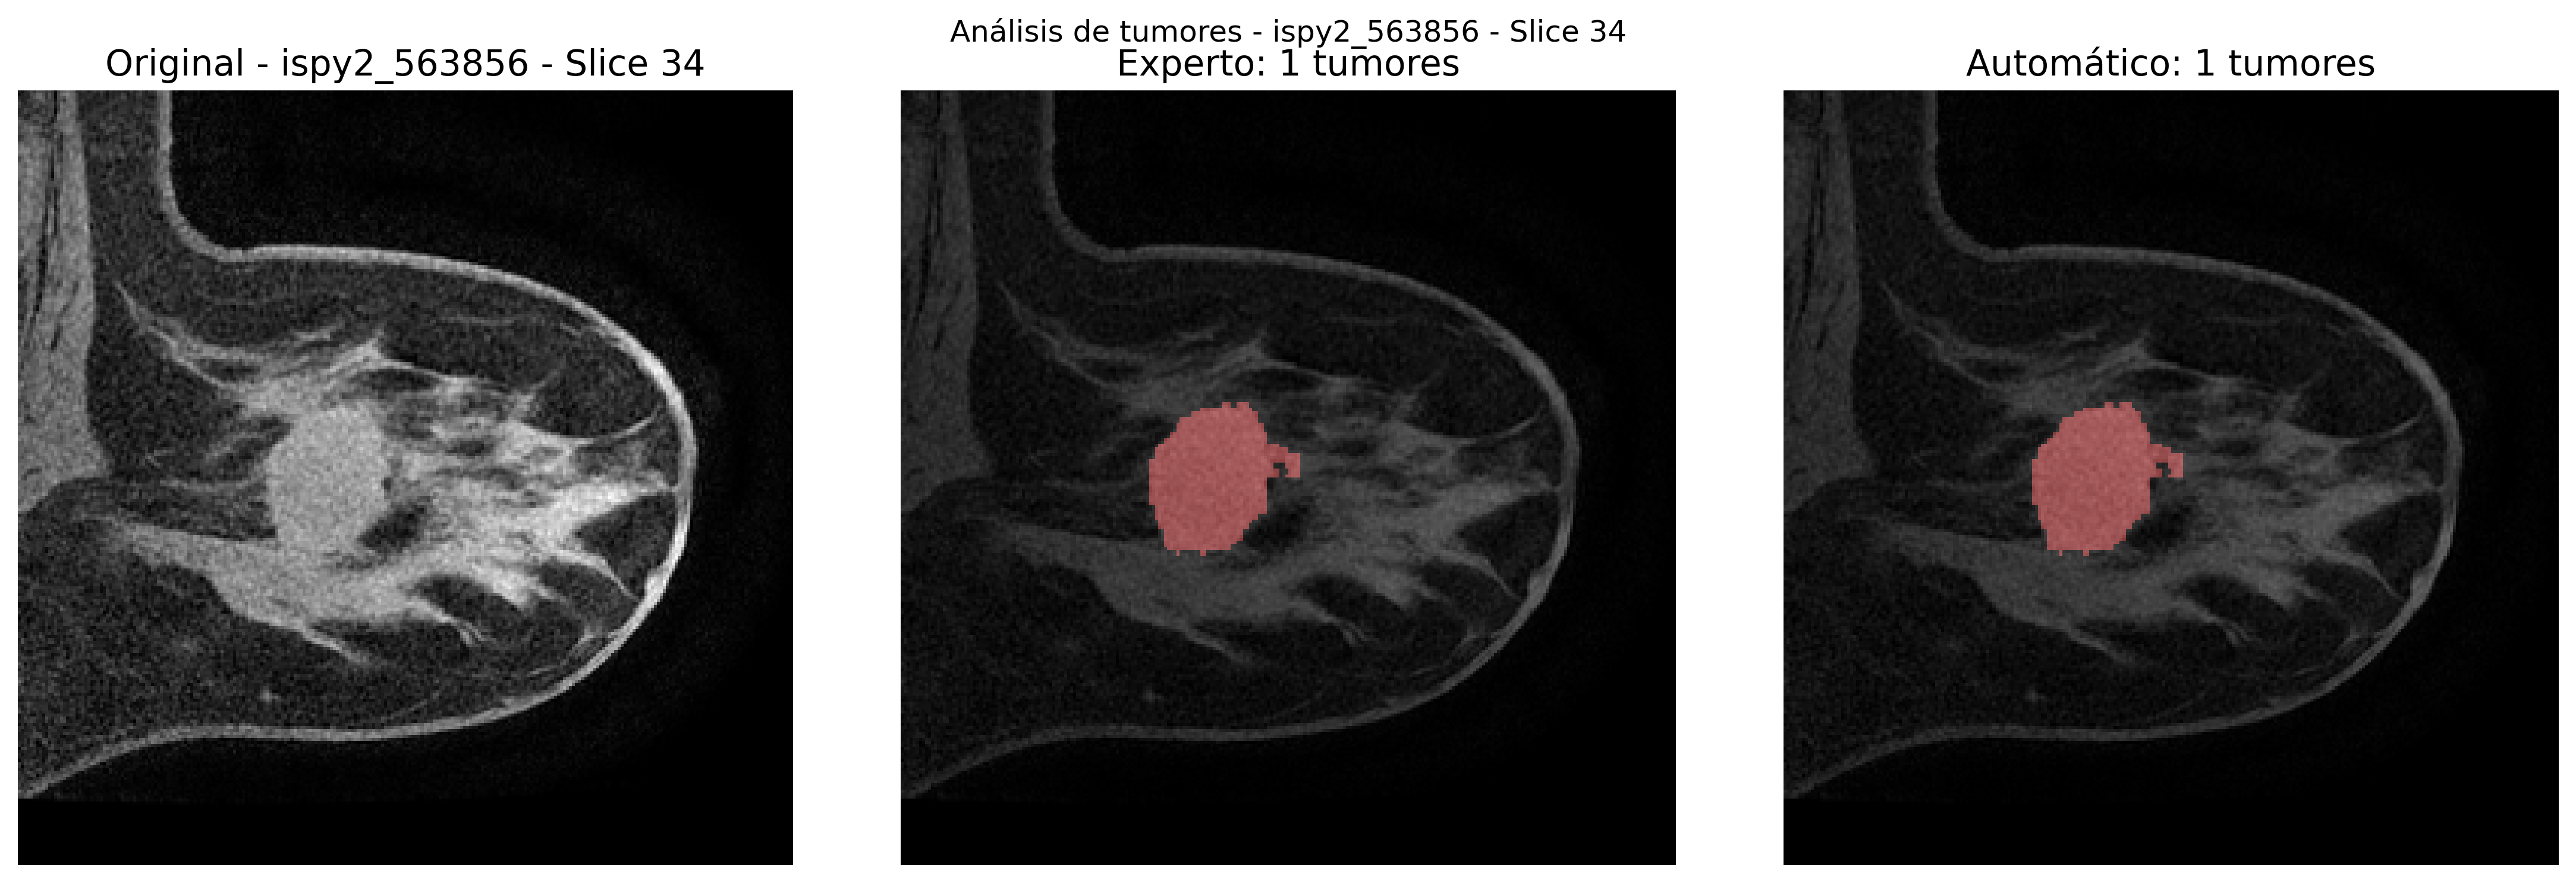 Análisis de tumores - ispy2_563856 - Slice 34
Original - ispy2_563856 - Slice 34
Experto: 1 tumores
Automático: 1 tumores